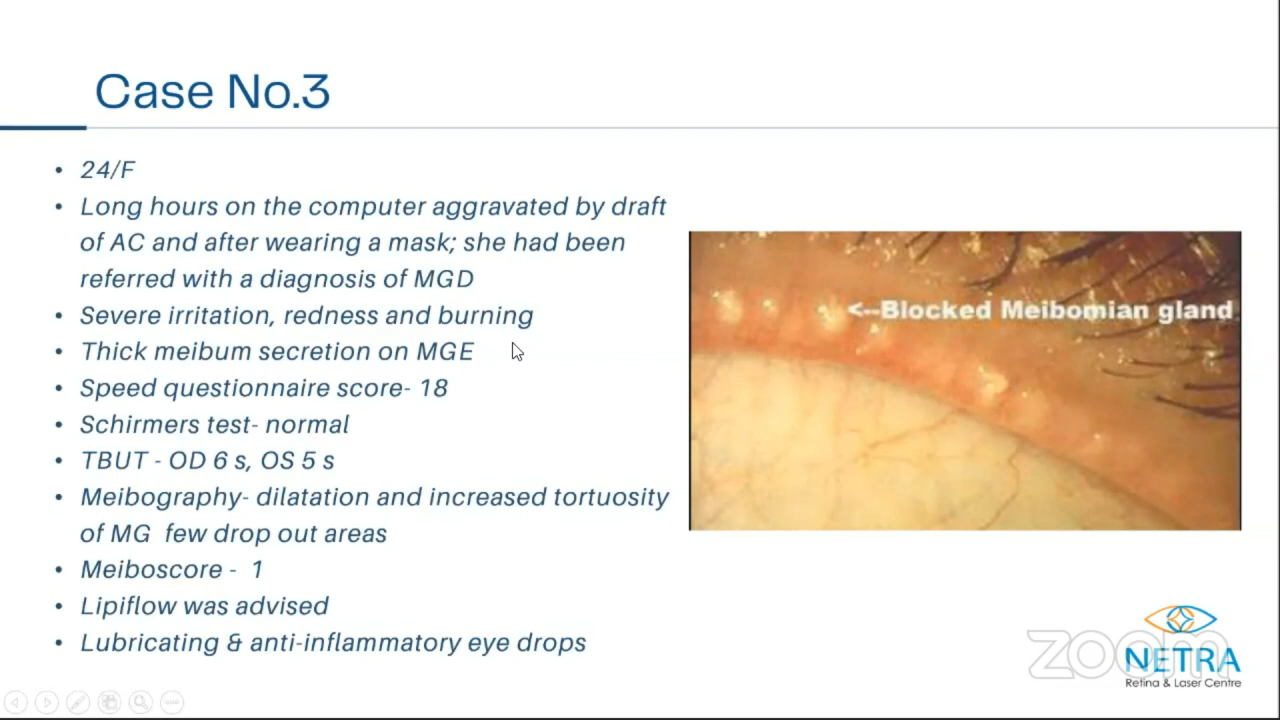 Case No.3
• 24/F
• Long hours on the computer aggravated by draft
of AC and after wearing a mask; she had been
referred with a diagnosis of MGD
• Severe irritation, redness and burning
• Thick meibum secretion on MGE
• Speed questionnaire score- 18
• Schirmers test- normal
• TBUT - OD 6 s, OS 5 s
• Meibography- dilatation and increased tortuosity
of MG  few drop out areas
• Meiboscore -  1
• Lipiflow was advised
• Lubricating & anti-inflammatory eye drops
<--Blocked Meibomian gland
zoom
NETRA
Retina & Laser Centre